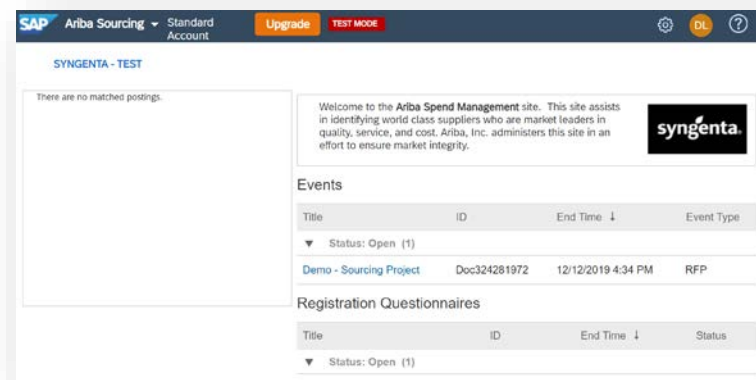 SAP Ariba Sourcing Standard Account Upgrade TEST MODE DL ?
SYNGENTA - TEST
There are no matched postings.
Welcome to the Ariba Spend Management site. This site assists
in identifying world class suppliers who are market leaders in
quality, service, and cost. Ariba, Inc. administers this site in an
effort to ensure market integrity.
syngenta.
Events
Title ID End Time ↓ Event Type
▼ Status: Open (1)
Demo - Sourcing Project Doc324281972 12/12/2019 4:34 PM RFP
Registration Questionnaires
Title ID End Time ↓ Status
▼ Status: Open (1)